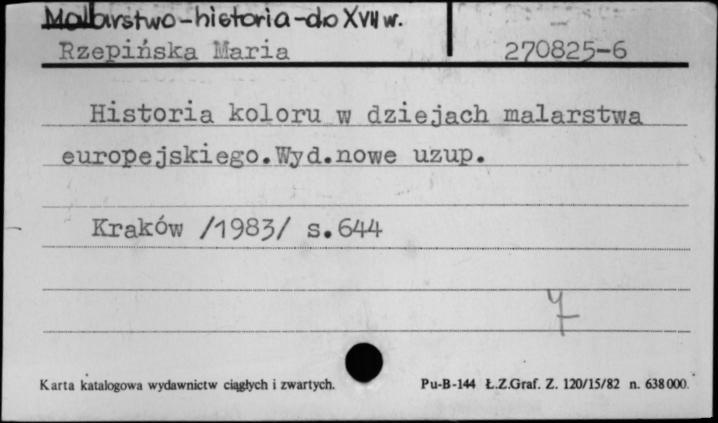 Malarstwo-historia-do XVII w.
Rzepińska Maria 270825-6
Historia koloru w dziejach malarstwa
europejskiego.Wyd.nowe uzup.
Kraków /1983/ s.644
Karta katalogowa wydawnictw ciągłych i zwartych. Pu-B-144 Ł.Z.Graf. Z. 120/15/82 n. 638000.